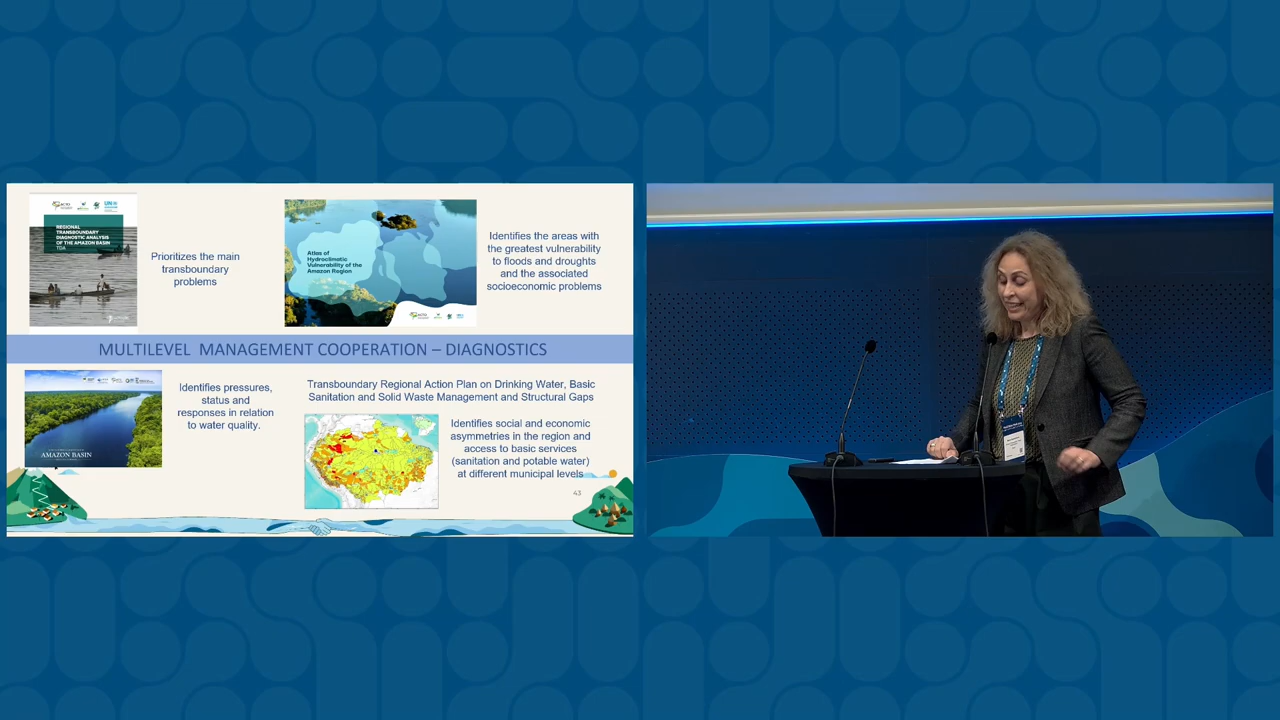 ACTO
UN
REGIONAL
TRANSBOUNDARY
DIAGNOSTIC ANALYSIS
OF THE AMAZON BASIN
TDA
Prioritizes the main
transboundary
problems
Atlas of
Hydroclimatic
Vulnerability of the
Amazon Region
ACTO
Identifies the areas with
the greatest vulnerability
to floods and droughts
and the associated
socioeconomic problems
MULTILEVEL MANAGEMENT COOPERATION – DIAGNOSTICS
AMAZON BASIN
Identifies pressures,
status and
responses in relation
to water quality.
Transboundary Regional Action Plan on Drinking Water, Basic
Sanitation and Solid Waste Management and Structural Gaps
Identifies social and economic
asymmetries in the region and
access to basic services
(sanitation and potable water)
at different municipal levels
43